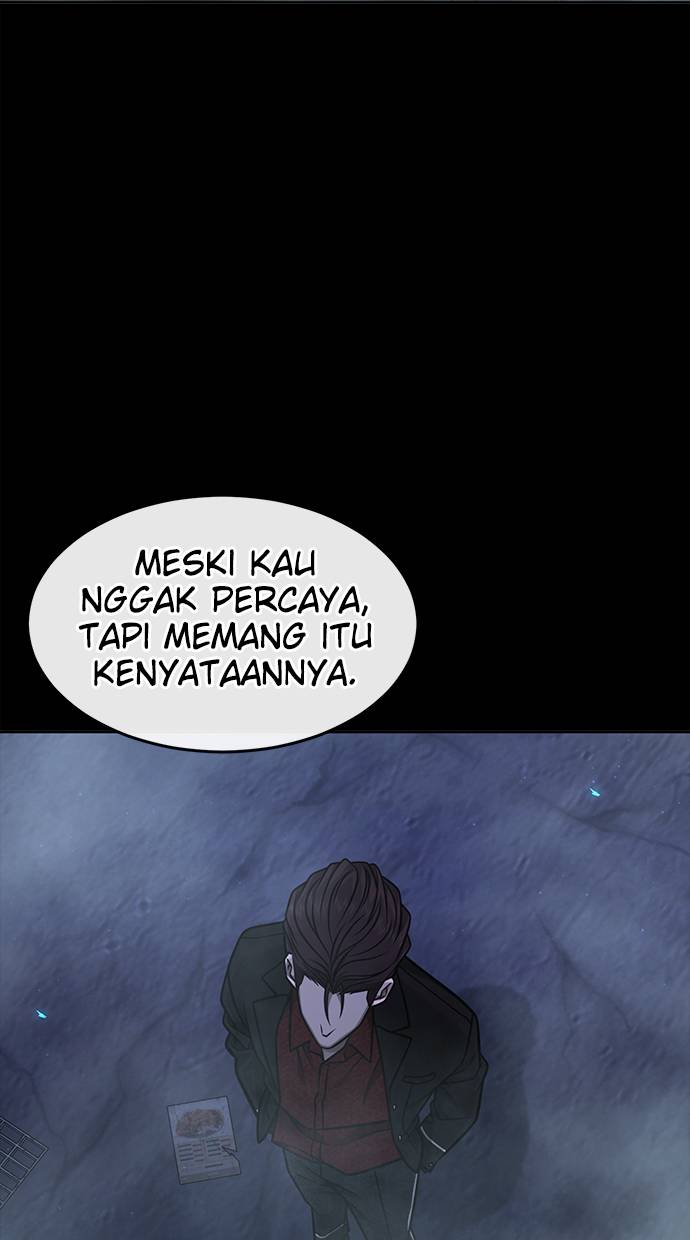 MESKI KAU
NGGAK PERCAYA,
TAPI MEMANG ITU
KENYATAANNYA.